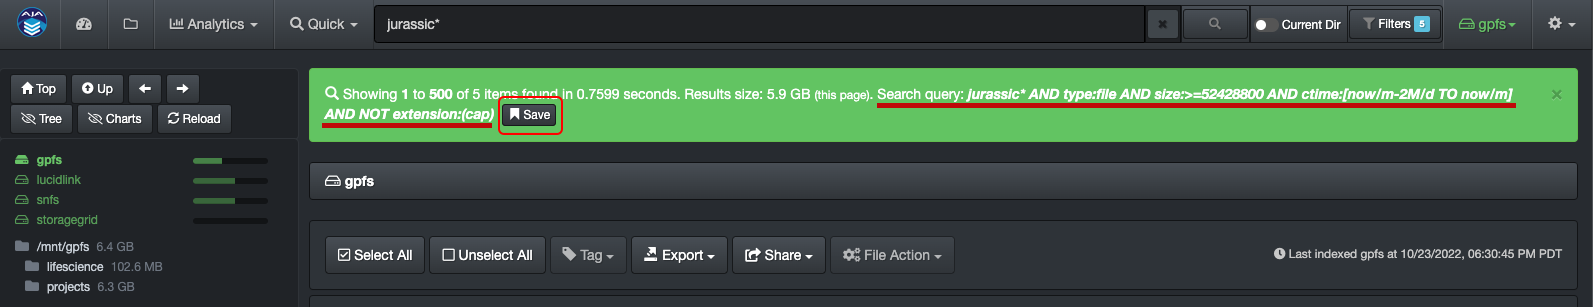 AJA
Analytics
Quick
jurassic*
Current Dir
Filters 5
gpfs
Top
Up
Tree
Charts
Reload
Showing 1 to 500 of 5 items found in 0.7599 seconds. Results size: 5.9 GB (this page). Search query: jurassic* AND type:file AND size:>=52428800 AND ctime:[now/m-2M/d TO now/m]
AND NOT extension:(cap) Save
gpfs
lucidlink
snfs
storagegrid
/mnt/gpfs 6.4 GB
lifescience 102.6 MB
projects 6.3 GB
gpfs
Select All
Unselect All
Tag
Export
Share
File Action
Last indexed gpfs at 10/23/2022, 06:30:45 PM PDT